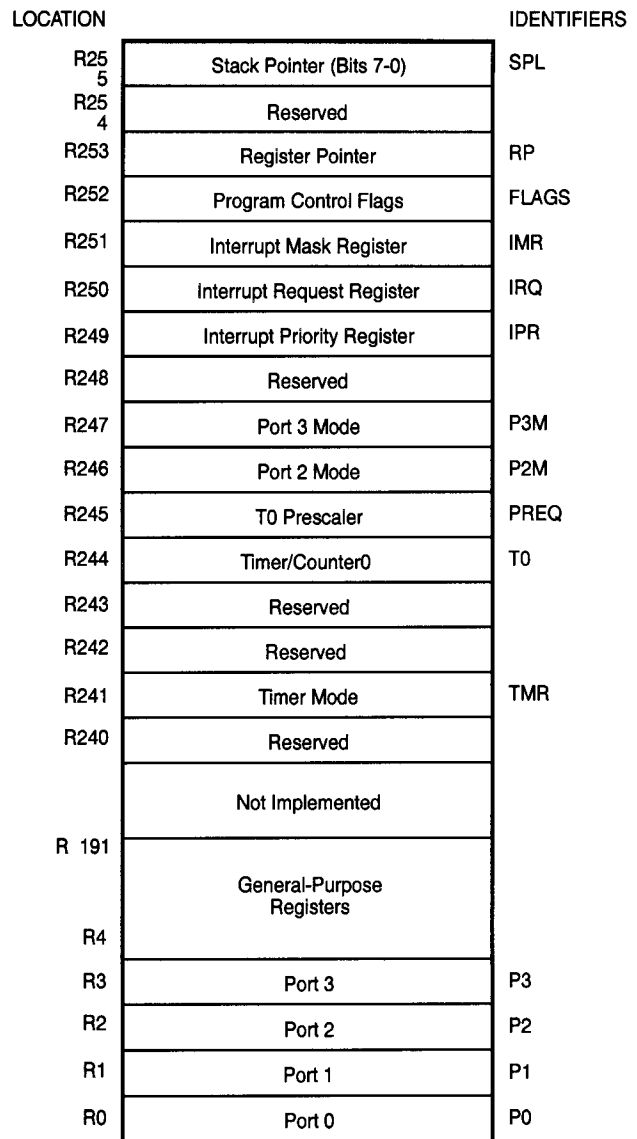 LOCATION IDENTIFIERS
R25
5 Stack Pointer (Bits 7-0) SPL
R25
4 Reserved
R253 Register Pointer RP
R252 Program Control Flags FLAGS
R251 Interrupt Mask Register IMR
R250 Interrupt Request Register IRQ
R249 Interrupt Priority Register IPR
R248 Reserved
R247 Port 3 Mode P3M
R246 Port 2 Mode P2M
R245 T0 Prescaler PREQ
R244 Timer/Counter0 T0
R243 Reserved
R242 Reserved
R241 Timer Mode TMR
R240 Reserved
Not Implemented
R 191
General-Purpose
Registers
R4
R3 Port 3 P3
R2 Port 2 P2
R1 Port 1 P1
R0 Port 0 P0